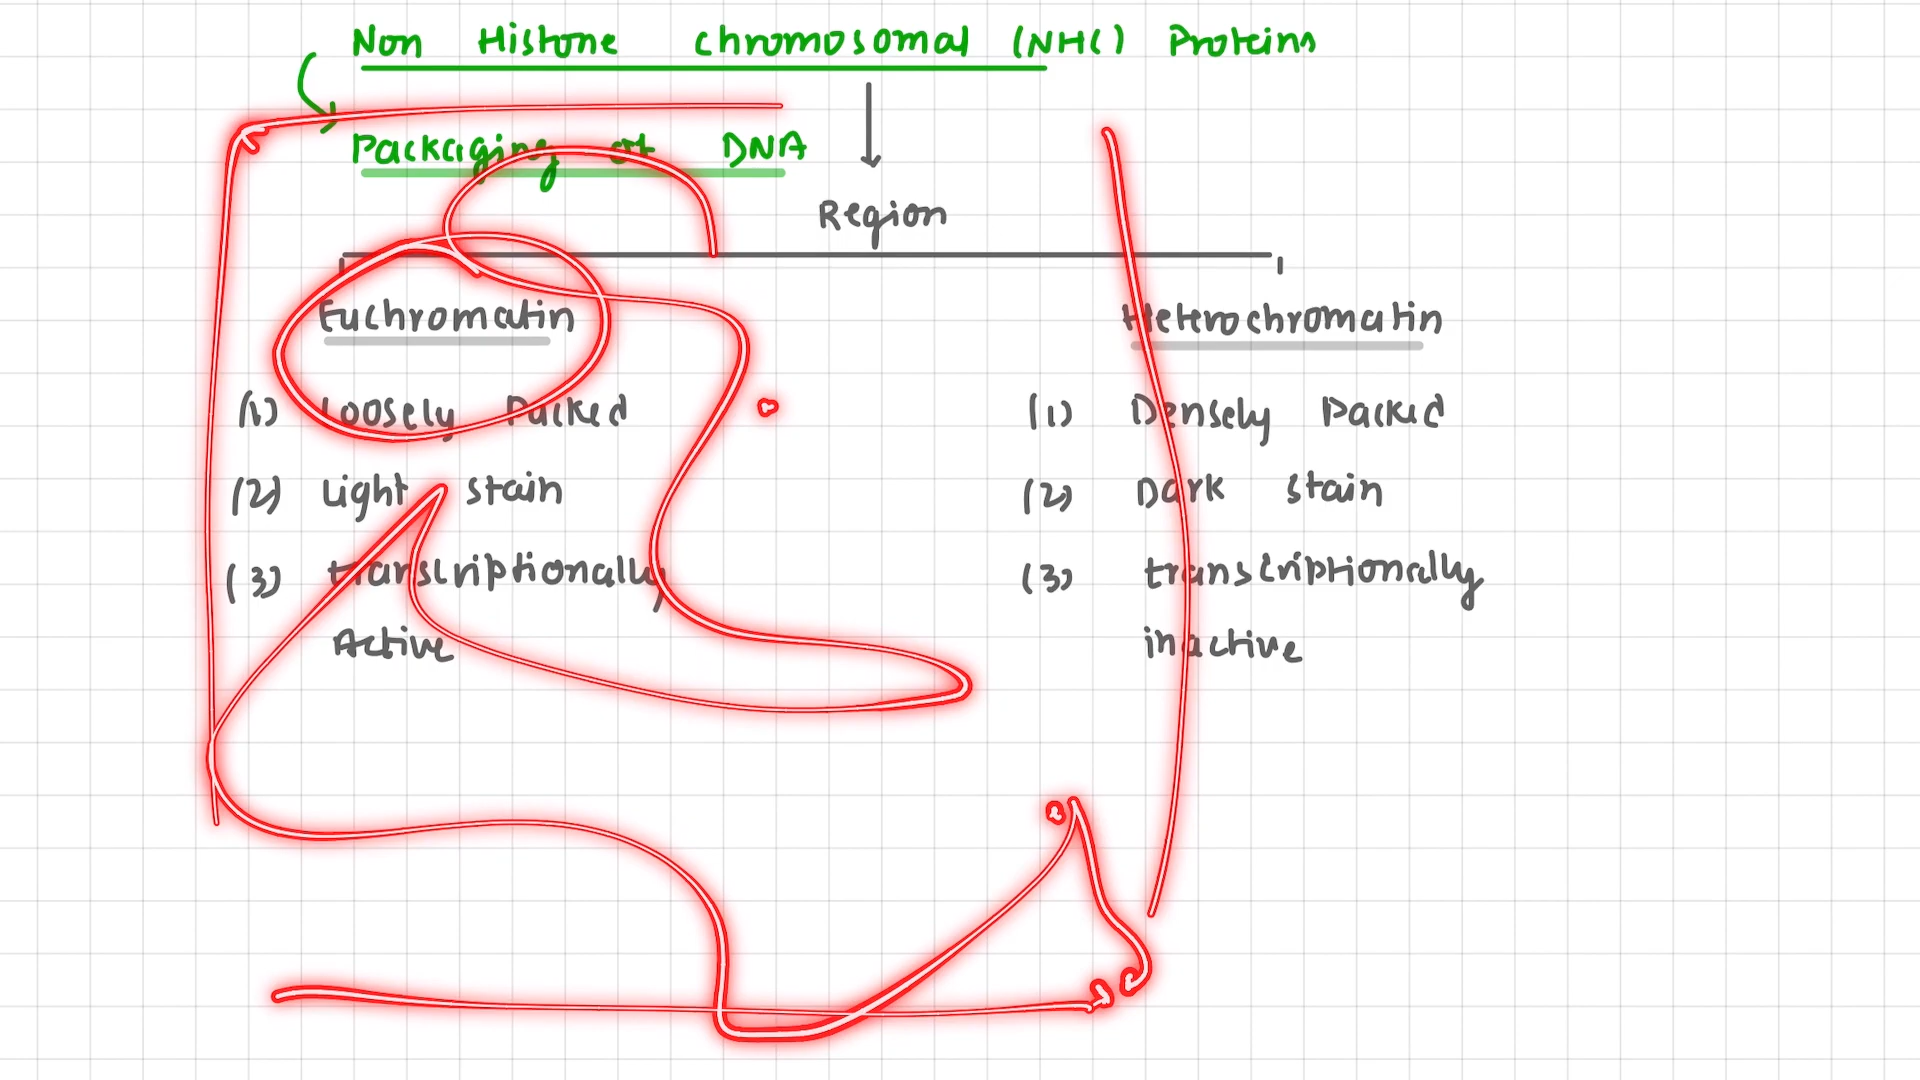 Non Histone Chromosomal (NHC) Proteins
Packaging of DNA
Region
Euchromatin
(1) Loosely Packed
(2) Light stain
(3) transcriptionally
Active
Heterochromatin
(1) Densely Packed
(2) Dark stain
(3) transcriptionally
inactive